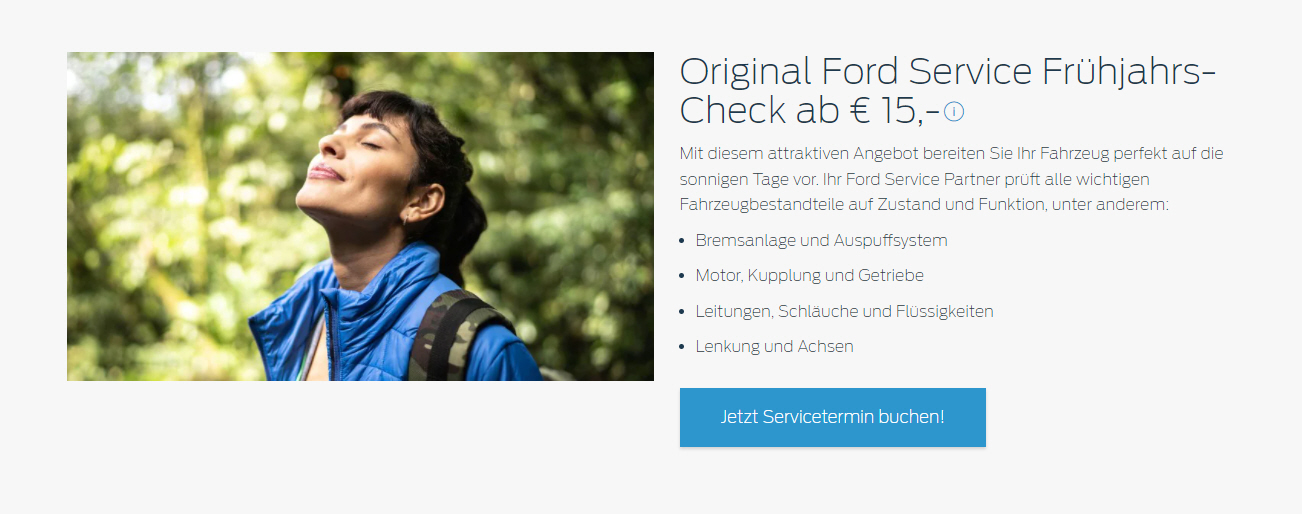 Original Ford Service Frühjahrs-
Check ab € 15,- i
Mit diesem attraktiven Angebot bereiten Sie Ihr Fahrzeug perfekt auf die
sonnigen Tage vor. Ihr Ford Service Partner prüft alle wichtigen
Fahrzeugbestandteile auf Zustand und Funktion, unter anderem:
• Bremsanlage und Auspuffsystem
• Motor, Kupplung und Getriebe
• Leitungen, Schläuche und Flüssigkeiten
• Lenkung und Achsen
Jetzt Servicetermin buchen!